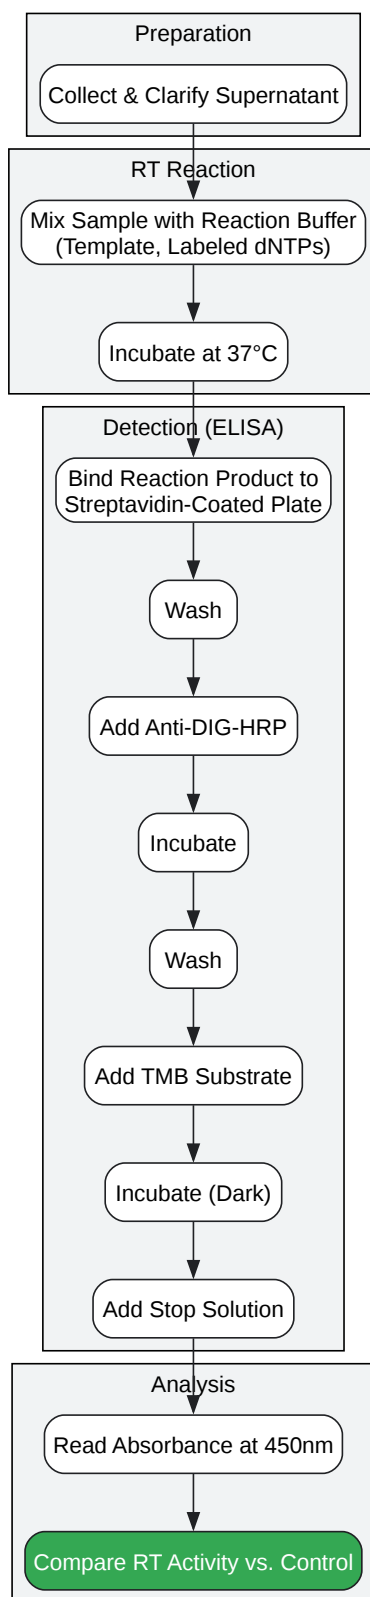 Preparation
Collect & Clarify Supernatant
RT Reaction
Mix Sample with Reaction Buffer
(Template, Labeled dNTPs)
Incubate at 37°C
Detection (ELISA)
Bind Reaction Product to
Streptavidin-Coated Plate
Wash
Add Anti-DIG-HRP
Incubate
Wash
Add TMB Substrate
Incubate (Dark)
Add Stop Solution
Analysis
Read Absorbance at 450nm
Compare RT Activity vs. Control